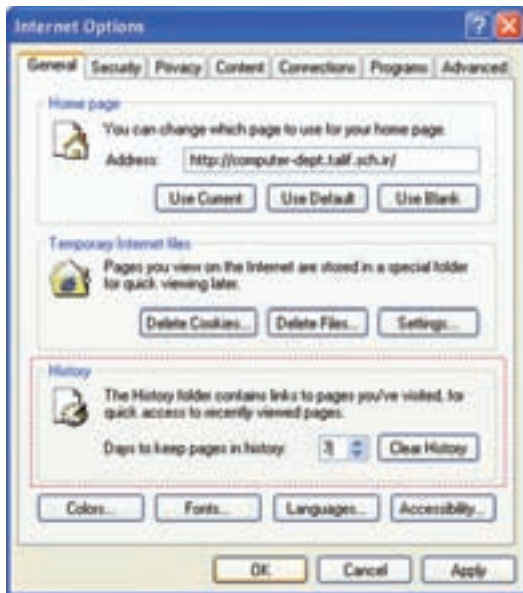 Internet Options
General Security Privacy Content Connections Programs Advanced
Home page
You can change which page to use for your home page.
Address: http://computer-dept.talif.sch.ir/
Use Current Use Default Use Blank
Temporary Internet files
Pages you view on the Internet are stored in a special folder
for quick viewing later.
Delete Cookies... Delete Files... Settings...
History
The History folder contains links to pages you've visited, for
quick access to recently viewed pages.
Days to keep pages in history: Clear History
Colors... Fonts... Languages... Accessibility...
OK Cancel Apply